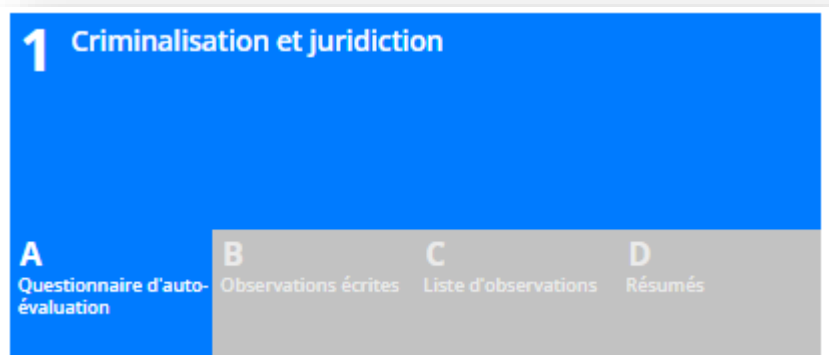 1 Criminalisation et juridiction
A
Questionnaire d'auto-
évaluation
B
Observations écrites
C
Liste d'observations
D
Résumés